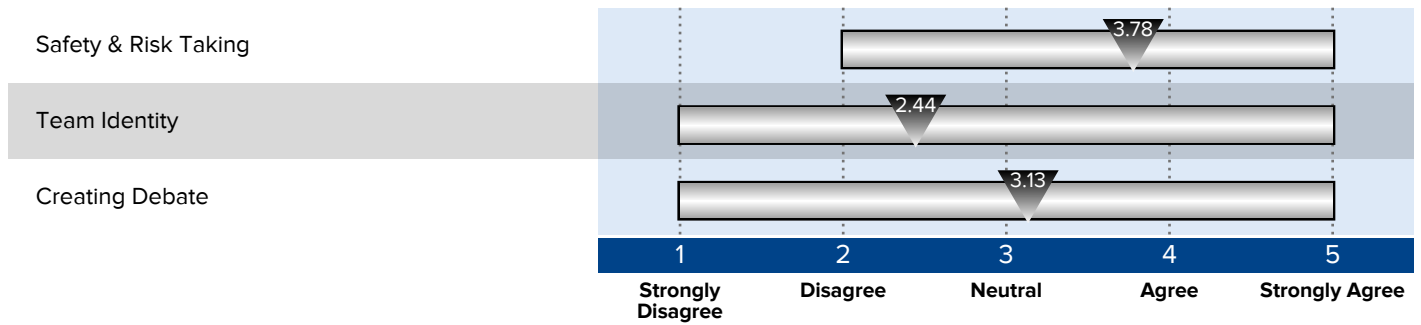 Safety & Risk Taking
3.78
Team Identity
2.44
Creating Debate
3.13
1 2 3 4 5
Strongly Disagree Disagree Neutral Agree Strongly Agree